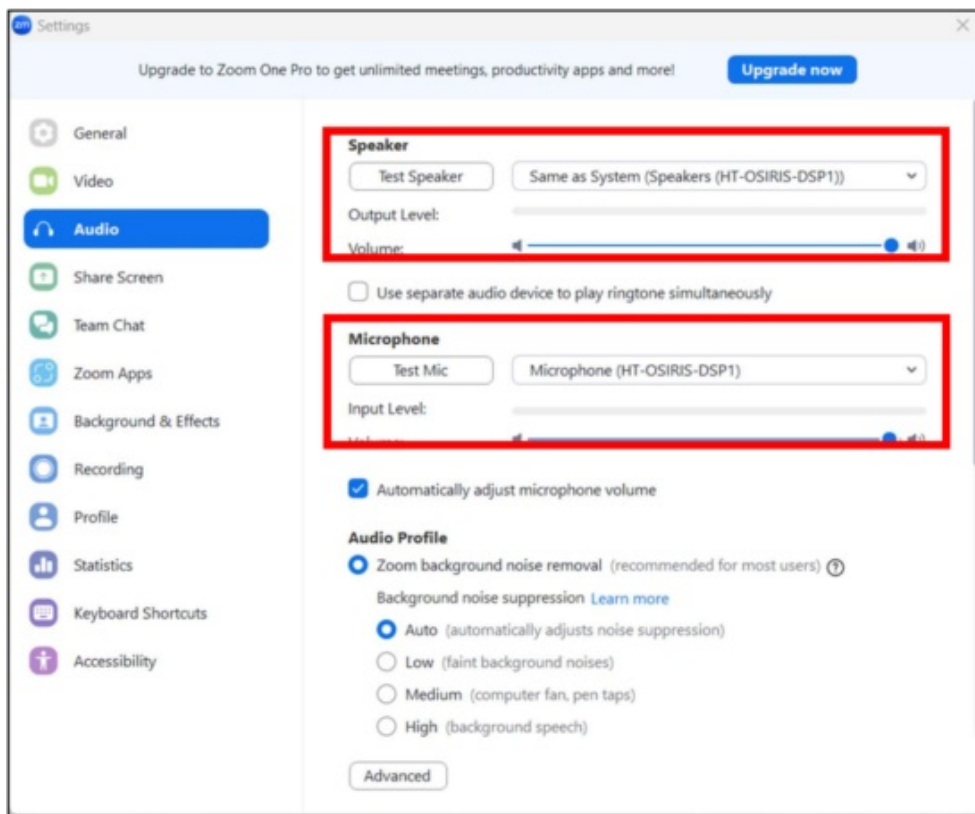 zm Settings
Upgrade to Zoom One Pro to get unlimited meetings, productivity apps and more! Upgrade now
General
Video
Audio
Share Screen
Team Chat
Zoom Apps
Background & Effects
Recording
Profile
Statistics
Keyboard Shortcuts
Accessibility
Speaker
Test Speaker Same as System (Speakers (HT-OSIRIS-DSP1))
Output Level:
Volume:
Use separate audio device to play ringtone simultaneously
Microphone
Test Mic Microphone (HT-OSIRIS-DSP1)
Input Level:
Volume:
Automatically adjust microphone volume
Audio Profile
Zoom background noise removal (recommended for most users) ?
Background noise suppression Learn more
Auto (automatically adjusts noise suppression)
Low (faint background noises)
Medium (computer fan, pen taps)
High (background speech)
Advanced